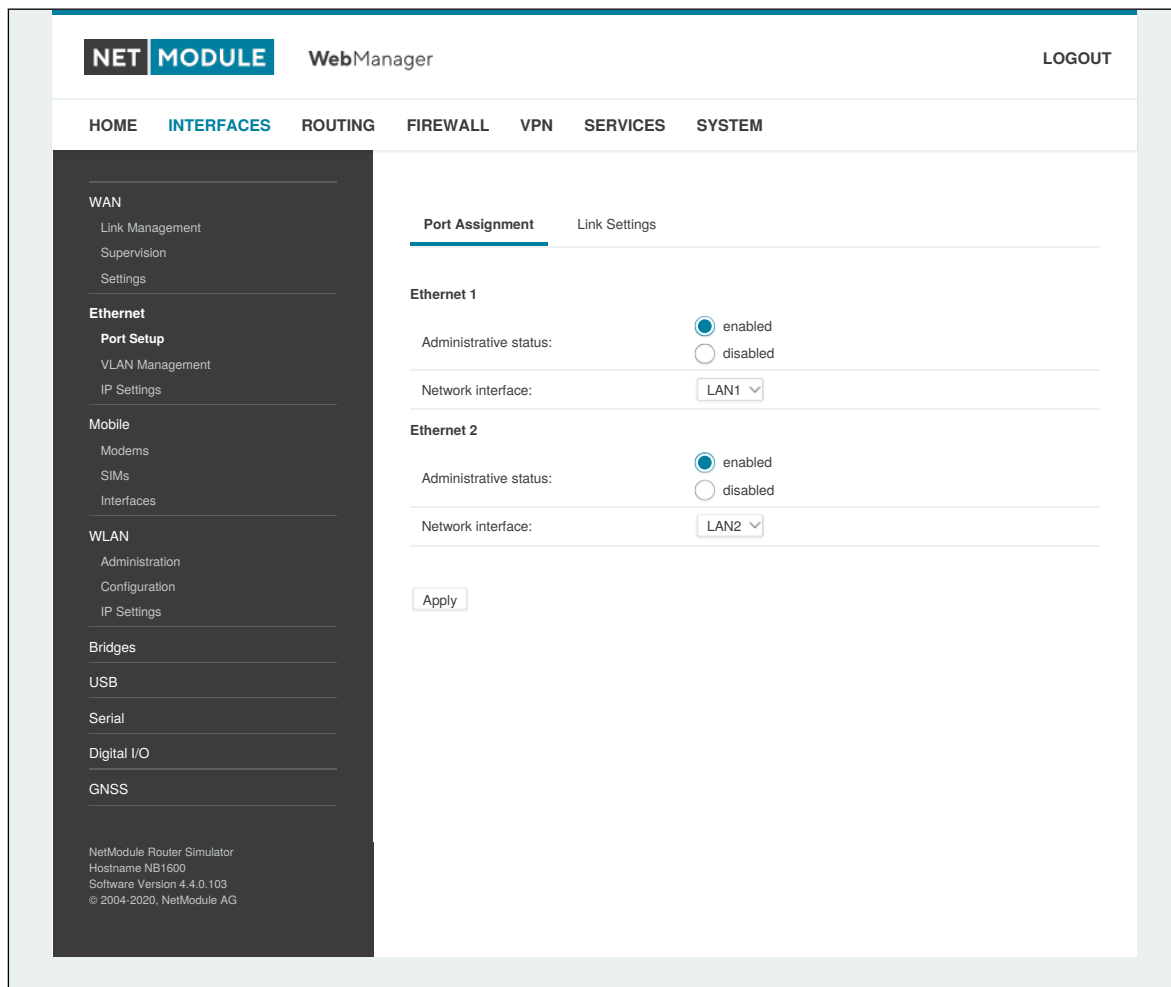 NET MODULE WebManager LOGOUT
HOME INTERFACES ROUTING FIREWALL VPN SERVICES SYSTEM
WAN
Link Management
Supervision
Settings
Ethernet
Port Setup
VLAN Management
IP Settings
Mobile
Modems
SIMs
Interfaces
WLAN
Administration
Configuration
IP Settings
Bridges
USB
Serial
Digital I/O
GNSS
NetModule Router Simulator
Hostname NB1600
Software Version 4.4.0.103
© 2004-2020, NetModule AG
Port Assignment Link Settings
Ethernet 1
Administrative status:
enabled
disabled
Network interface: LAN1
Ethernet 2
Administrative status:
enabled
disabled
Network interface: LAN2
Apply